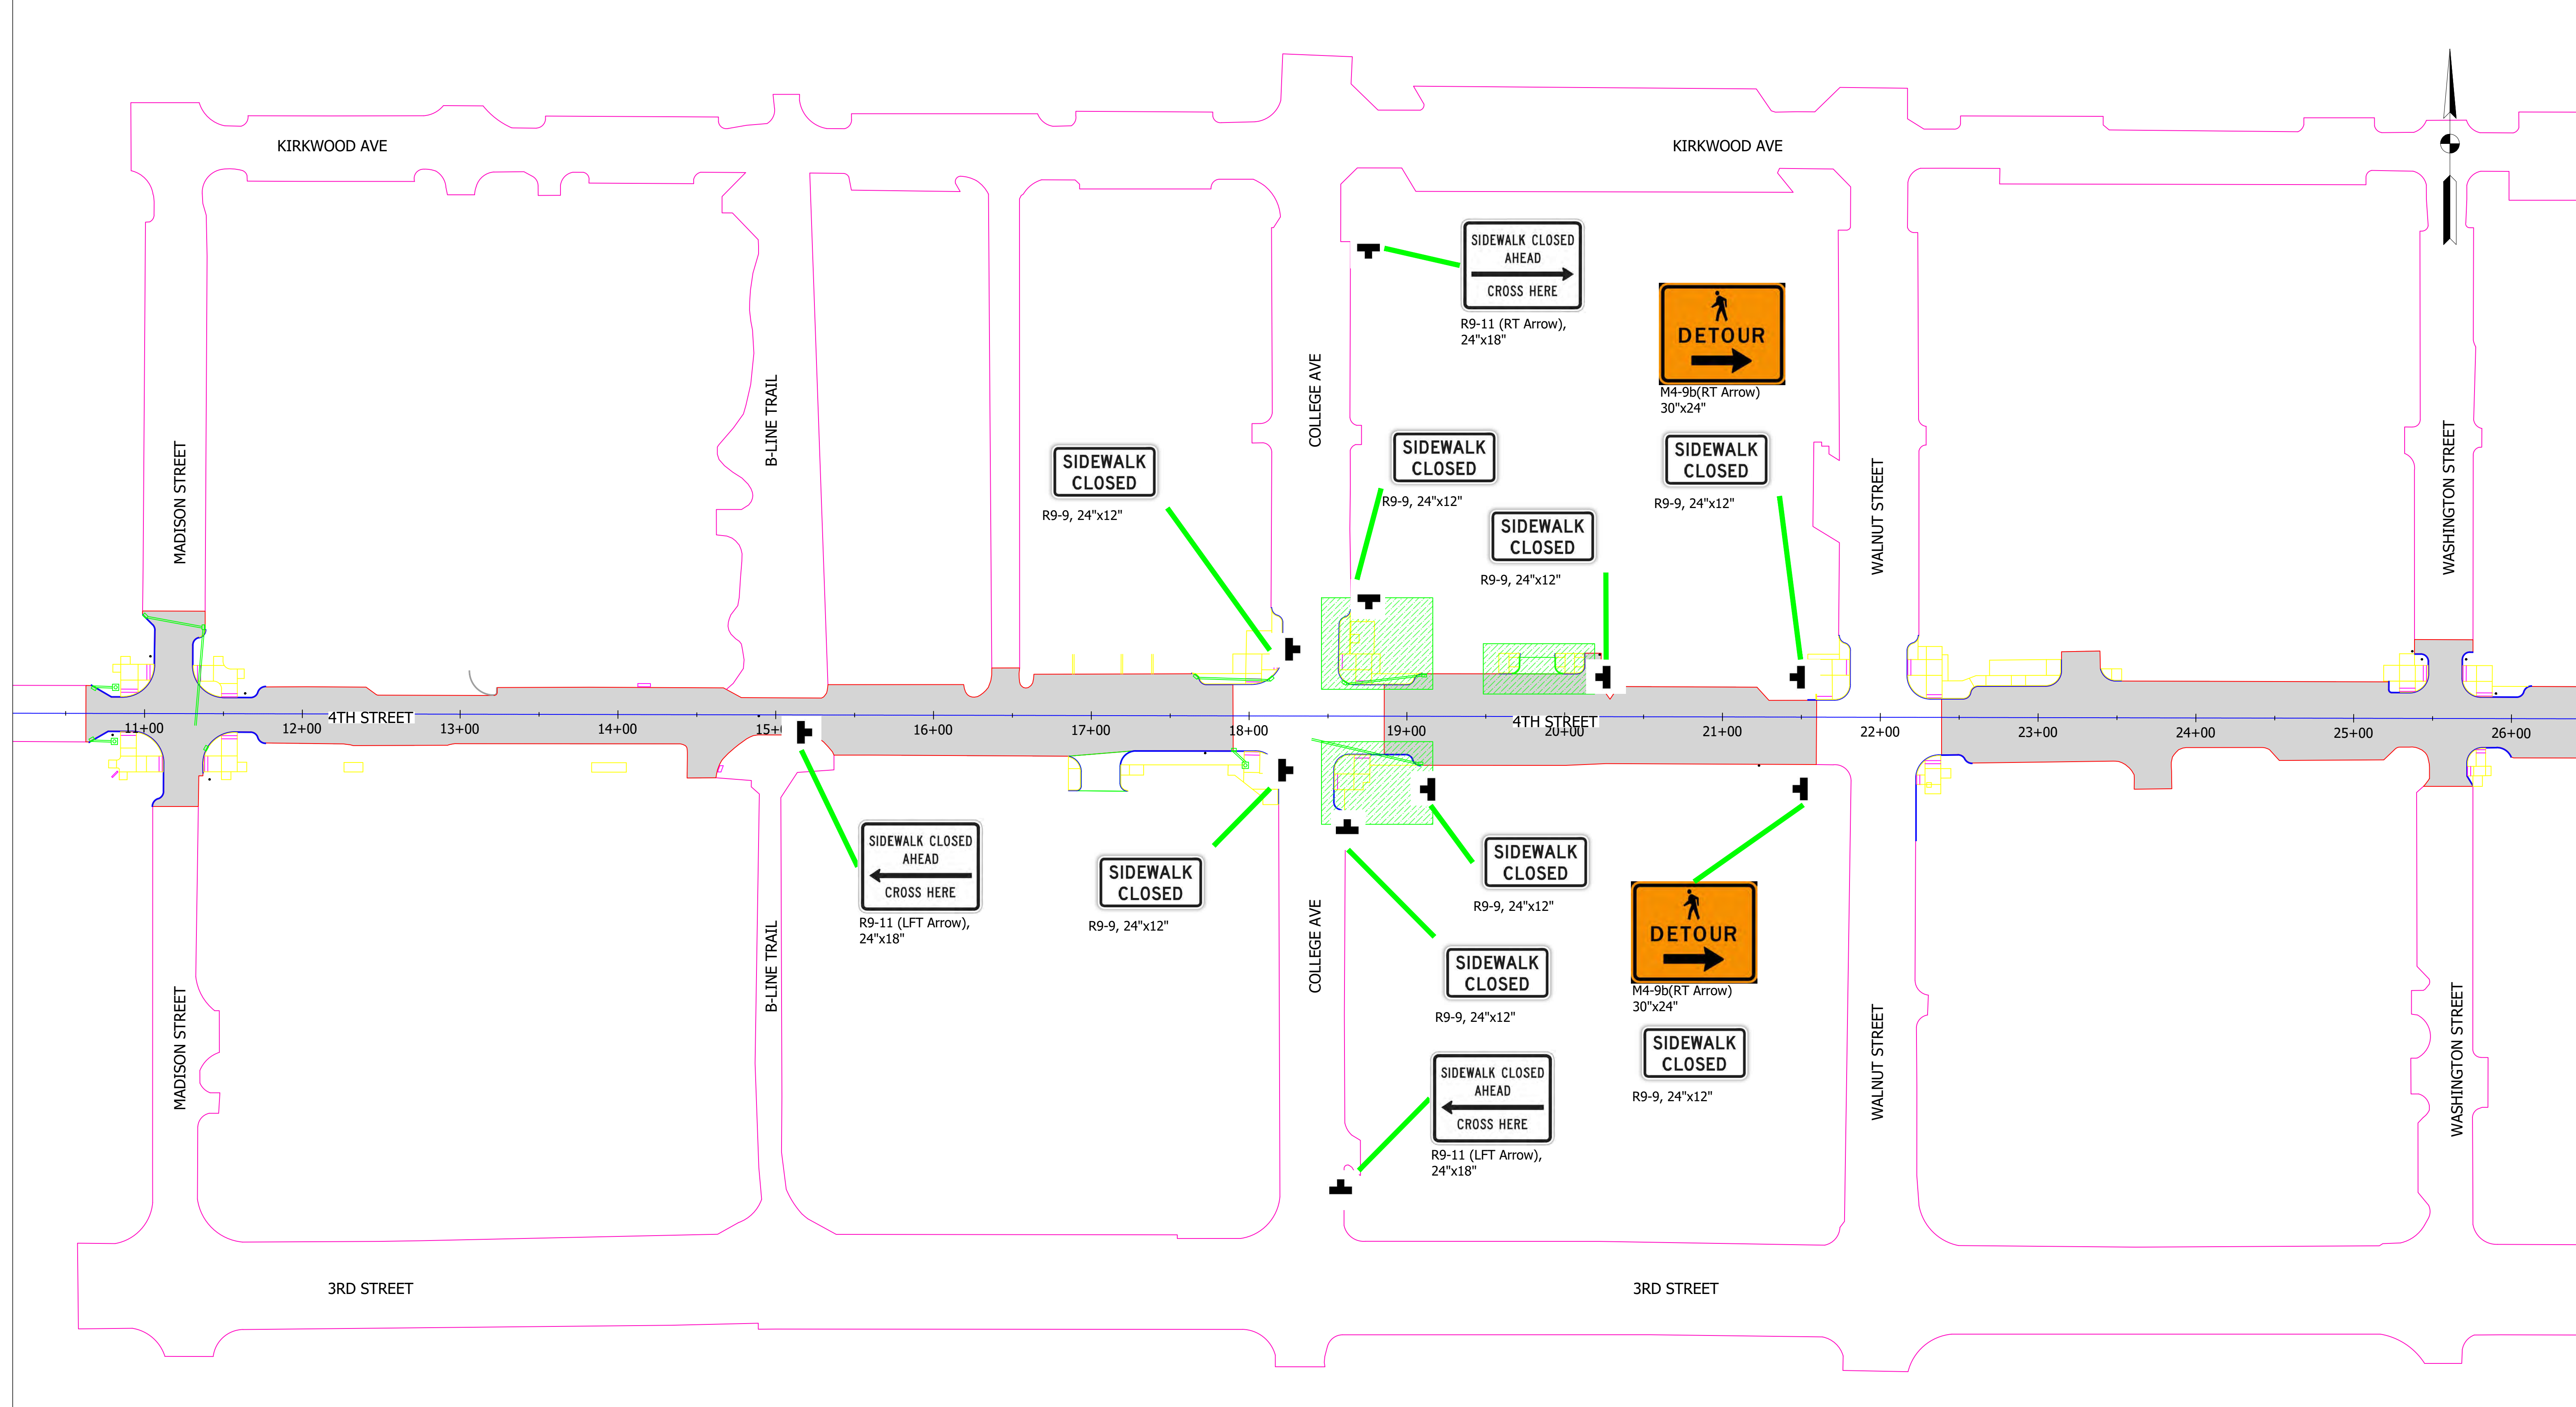 KIRKWOOD AVE
KIRKWOOD AVE
SIDEWALK CLOSED
AHEAD
CROSS HERE
R9-11 (RT Arrow),
24"x18"
DETOUR
M4-9b(RT Arrow)
30"x24"
MADISON STREET
B-LINE TRAIL
COLLEGE AVE
WALNUT STREET
WASHINGTON STREET
SIDEWALK
CLOSED
R9-9, 24"x12"
SIDEWALK
CLOSED
R9-9, 24"x12"
SIDEWALK
CLOSED
R9-9, 24"x12"
SIDEWALK
CLOSED
R9-9, 24"x12"
4TH STREET
4TH STREET
11+00
12+00
13+00
14+00
15+
16+00
17+00
18+00
19+00
20+00
21+00
22+00
23+00
24+00
25+00
26+00
SIDEWALK CLOSED
AHEAD
CROSS HERE
R9-11 (LFT Arrow),
24"x18"
SIDEWALK
CLOSED
R9-9, 24"x12"
SIDEWALK
CLOSED
R9-9, 24"x12"
SIDEWALK
CLOSED
R9-9, 24"x12"
DETOUR
M4-9b(RT Arrow)
30"x24"
SIDEWALK
CLOSED
R9-9, 24"x12"
SIDEWALK CLOSED
AHEAD
CROSS HERE
R9-11 (LFT Arrow),
24"x18"
MADISON STREET
B-LINE TRAIL
COLLEGE AVE
WALNUT STREET
WASHINGTON STREET
3RD STREET
3RD STREET